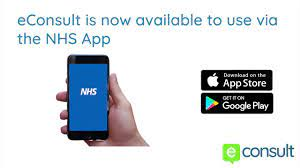 eConsult is now available to use via
the NHS App
NHS
Download on the
App Store
GET IT ON
Google Play
e consult